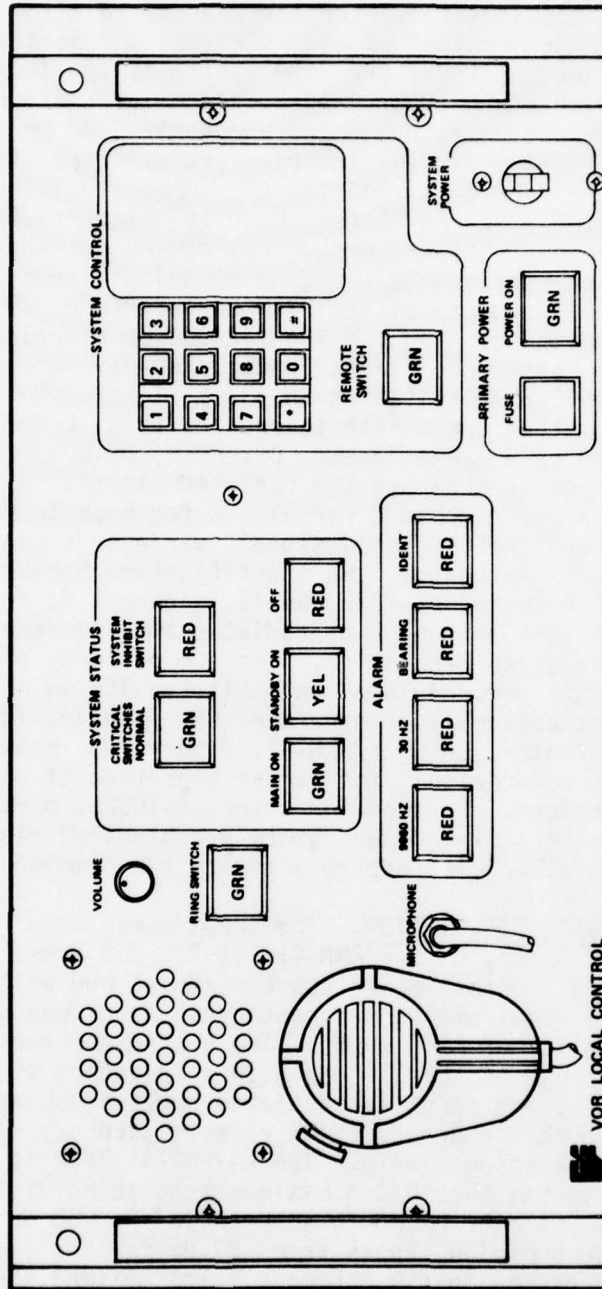 VOLUME
RING SWITCH
GRN
MICROPHONE
VOR LOCAL CONTROL
SYSTEM STATUS
CRITICAL
SWITCHES
NORMAL
SYSTEM
INHIBIT
SWITCH
GRN
RED
MAIN ON
STANDBY ON
OFF
GRN
YEL
RED
ALARM
9960 HZ
30 HZ
BEARING
IDENT
RED
RED
RED
RED
SYSTEM CONTROL
1 2 3
4 5 6
7 8 9
* 0 #
REMOTE
SWITCH
GRN
SYSTEM
POWER
PRIMARY POWER
FUSE
POWER ON
GRN